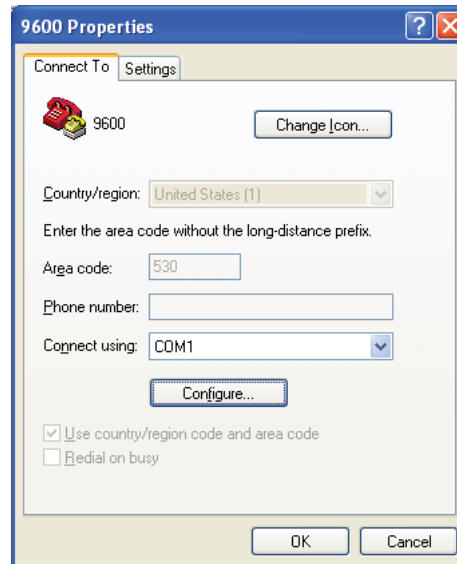 9600 Properties
Connect To
Settings
9600
Change Icon...
Country/region: United States (1)
Enter the area code without the long-distance prefix.
Area code: 530
Phone number:
Connect using: COM1
Configure...
Use country/region code and area code
Redial on busy
OK
Cancel